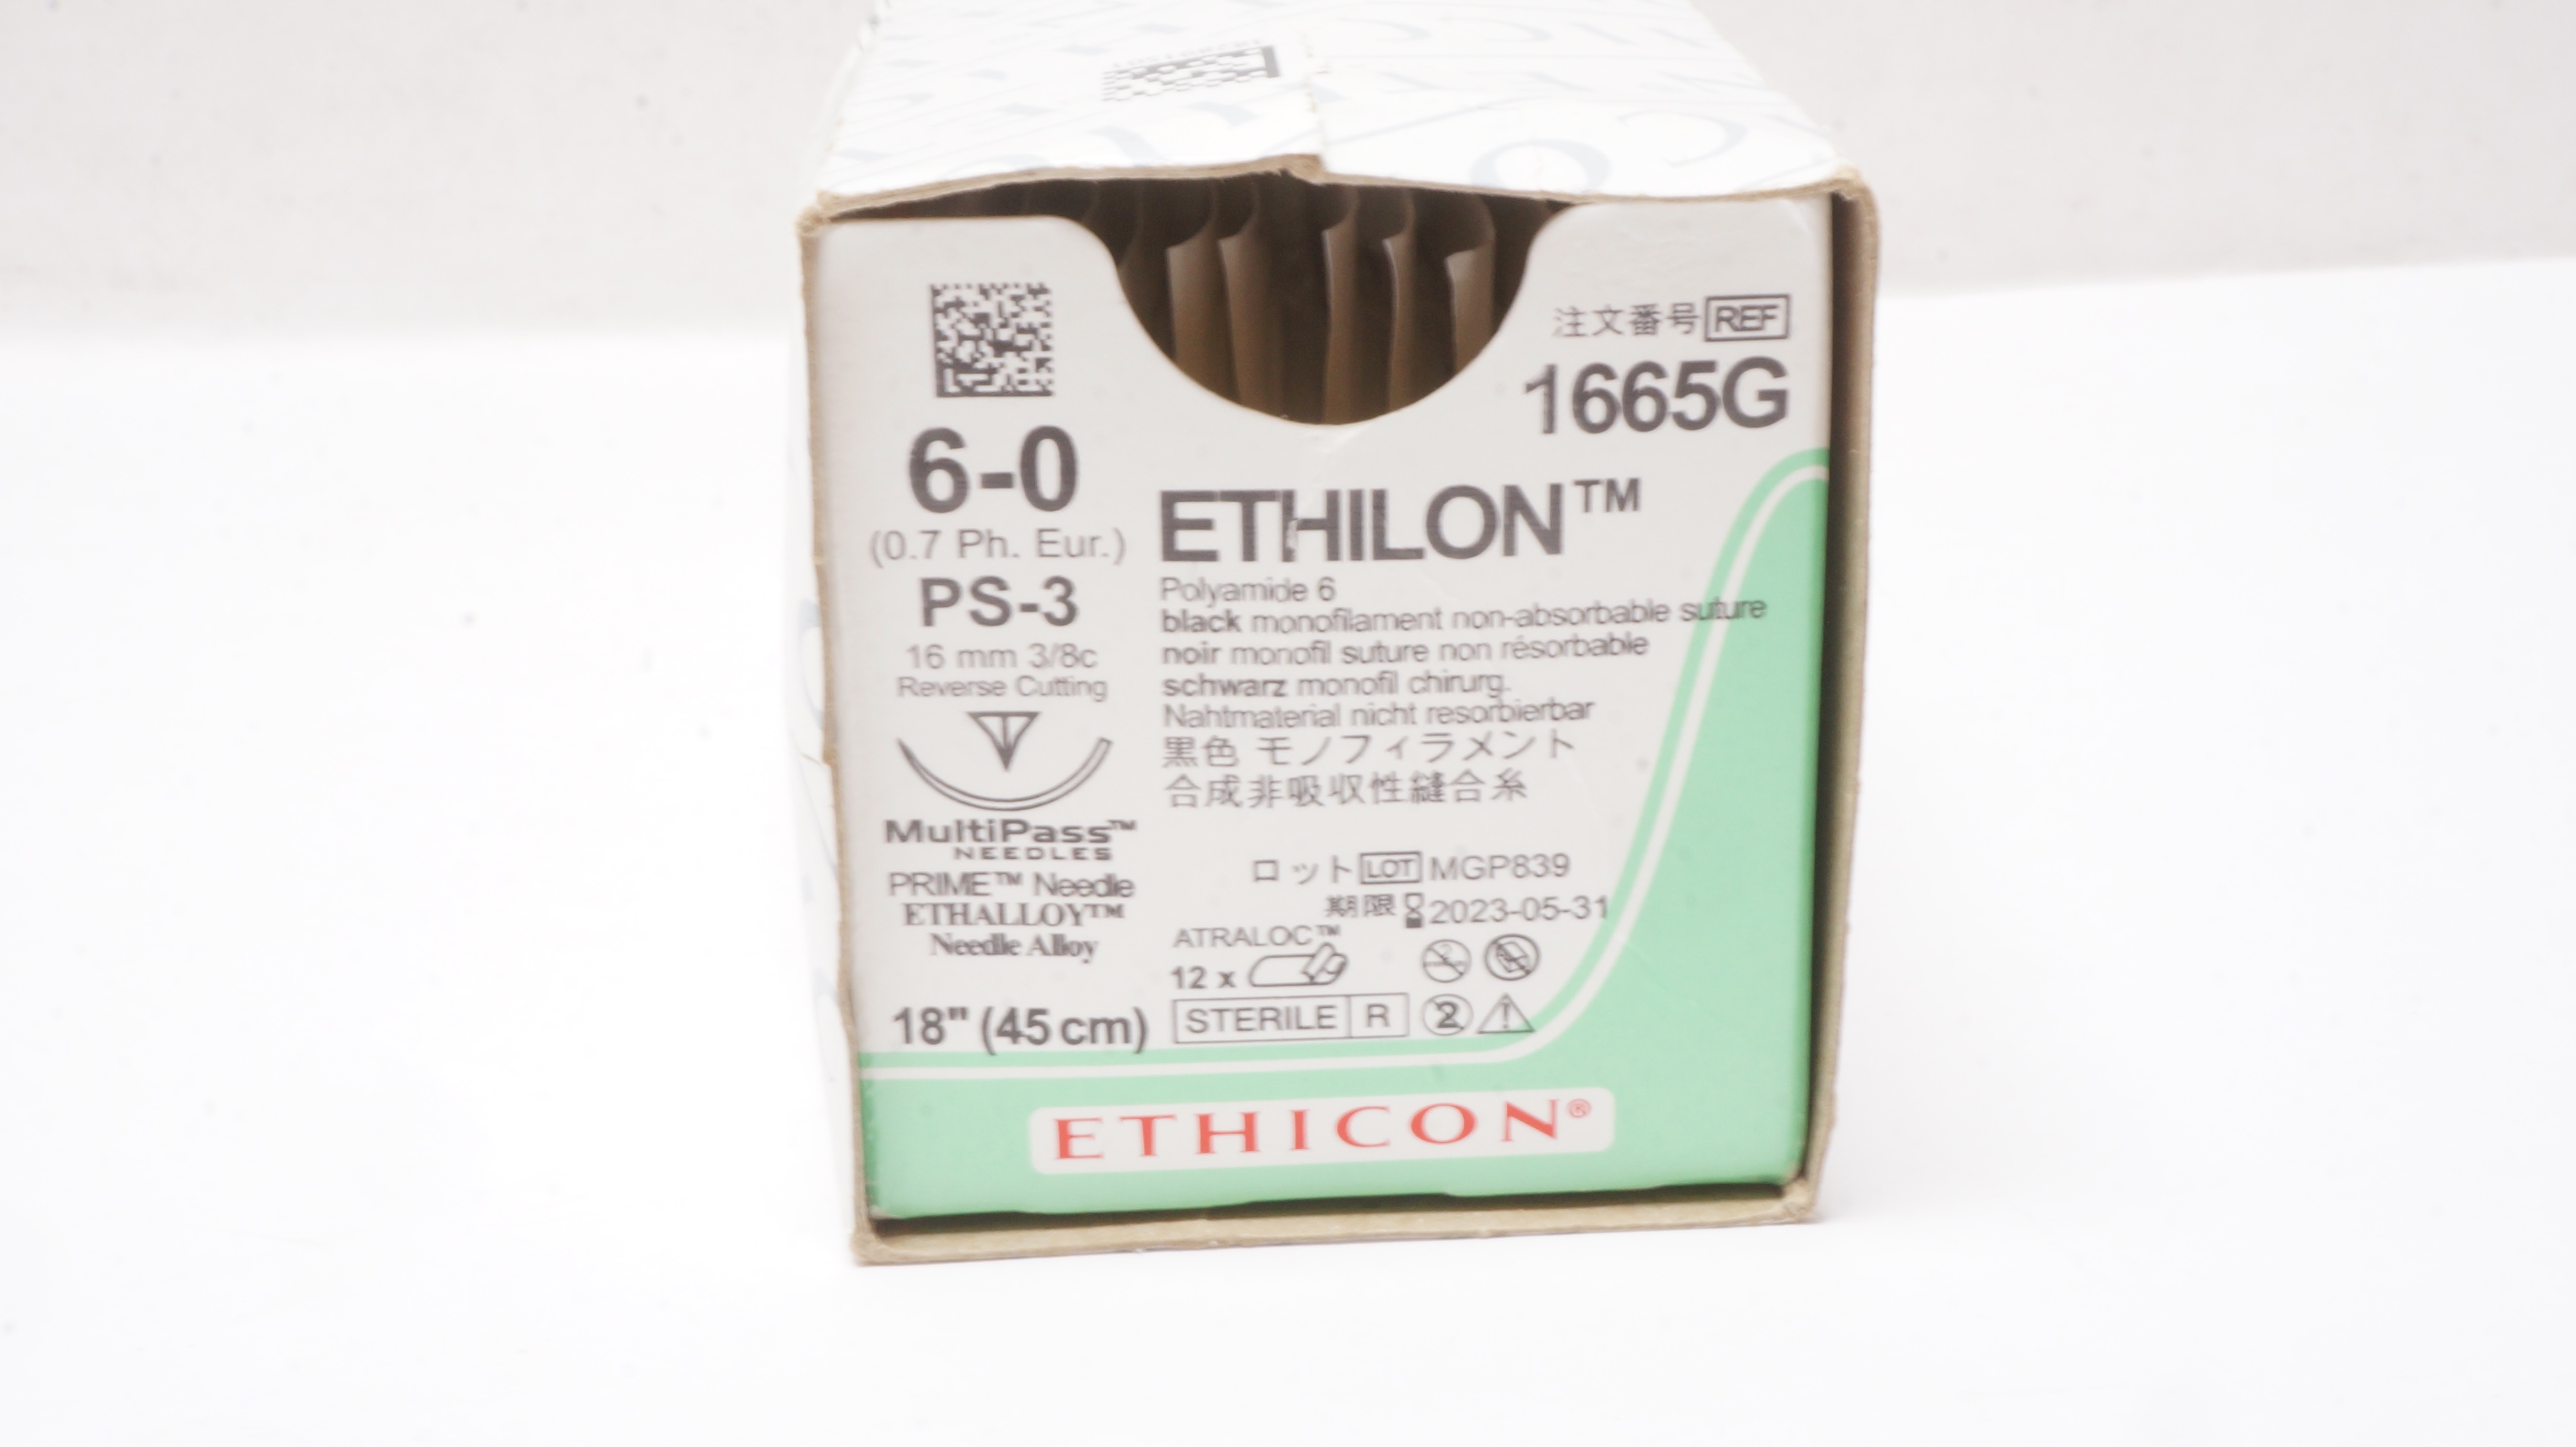 注文番号 REF
1665G
6-0
(0.7 Ph. Eur.)
PS-3
16 mm 3/8c
Reverse Cutting
MultiPass™
NEEDLES
PRIME™ Needle
ETHALLOY™
Needle Alloy
18" (45 cm)
ETHILON™
Polyamide 6
black monofilament non-absorbable suture
noir monofil suture non résorbable
schwarz monofil chirurg.
Nahtmaterial nicht resorbierbar
黒色 モノフィラメント
合成非吸収性縫合糸
ロット LOT MGP839
期限 2023-05-31
ATRALOC™
12 x
STERILE R 2
ETHICON®